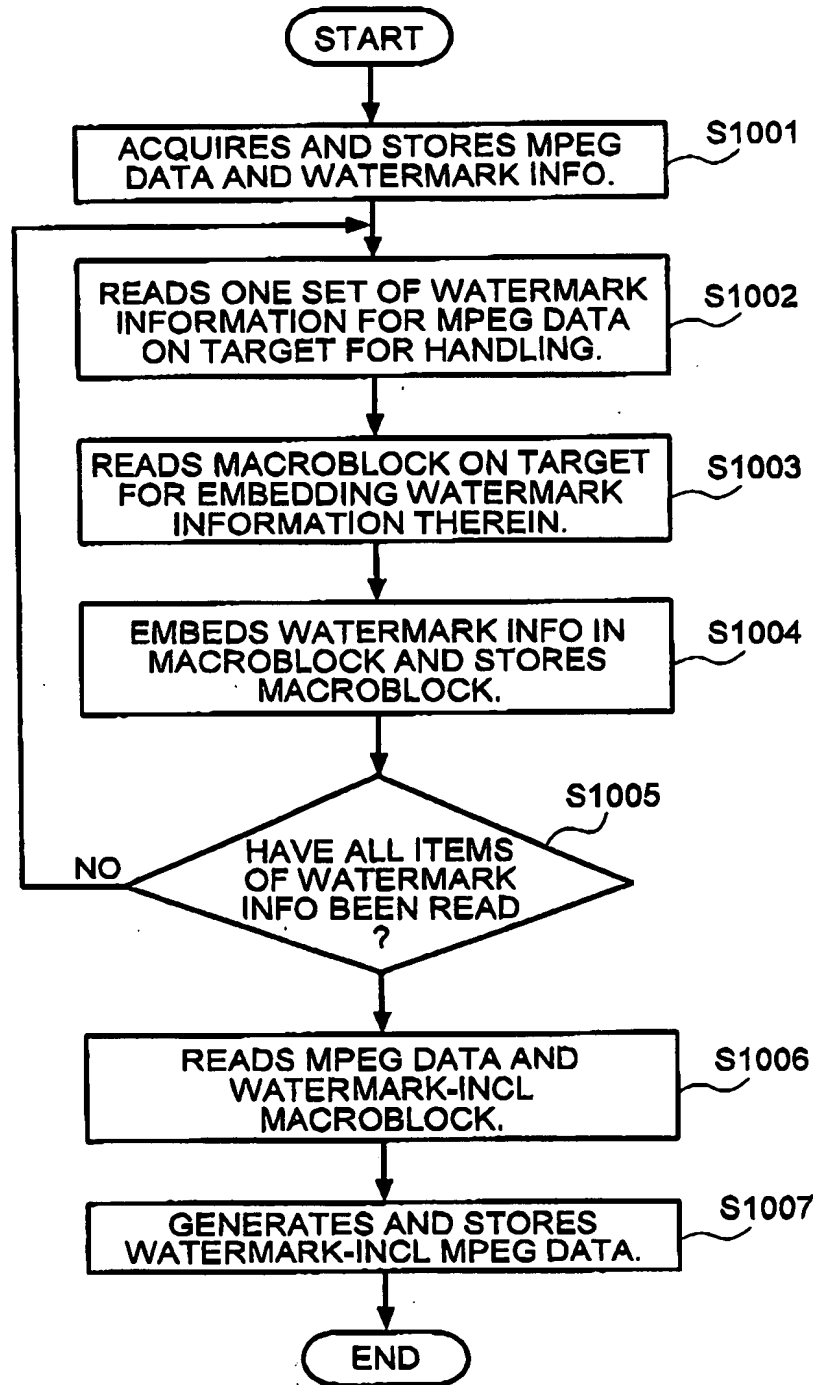 START
ACQUIRES AND STORES MPEG
DATA AND WATERMARK INFO.
S1001
READS ONE SET OF WATERMARK
INFORMATION FOR MPEG DATA
ON TARGET FOR HANDLING.
S1002
READS MACROBLOCK ON TARGET
FOR EMBEDDING WATERMARK
INFORMATION THEREIN.
S1003
EMBEDS WATERMARK INFO IN
MACROBLOCK AND STORES
MACROBLOCK.
S1004
S1005
HAVE ALL ITEMS
OF WATERMARK
INFO BEEN READ
?
NO
READS MPEG DATA AND
WATERMARK-INCL
MACROBLOCK.
S1006
GENERATES AND STORES
WATERMARK-INCL MPEG DATA.
S1007
END